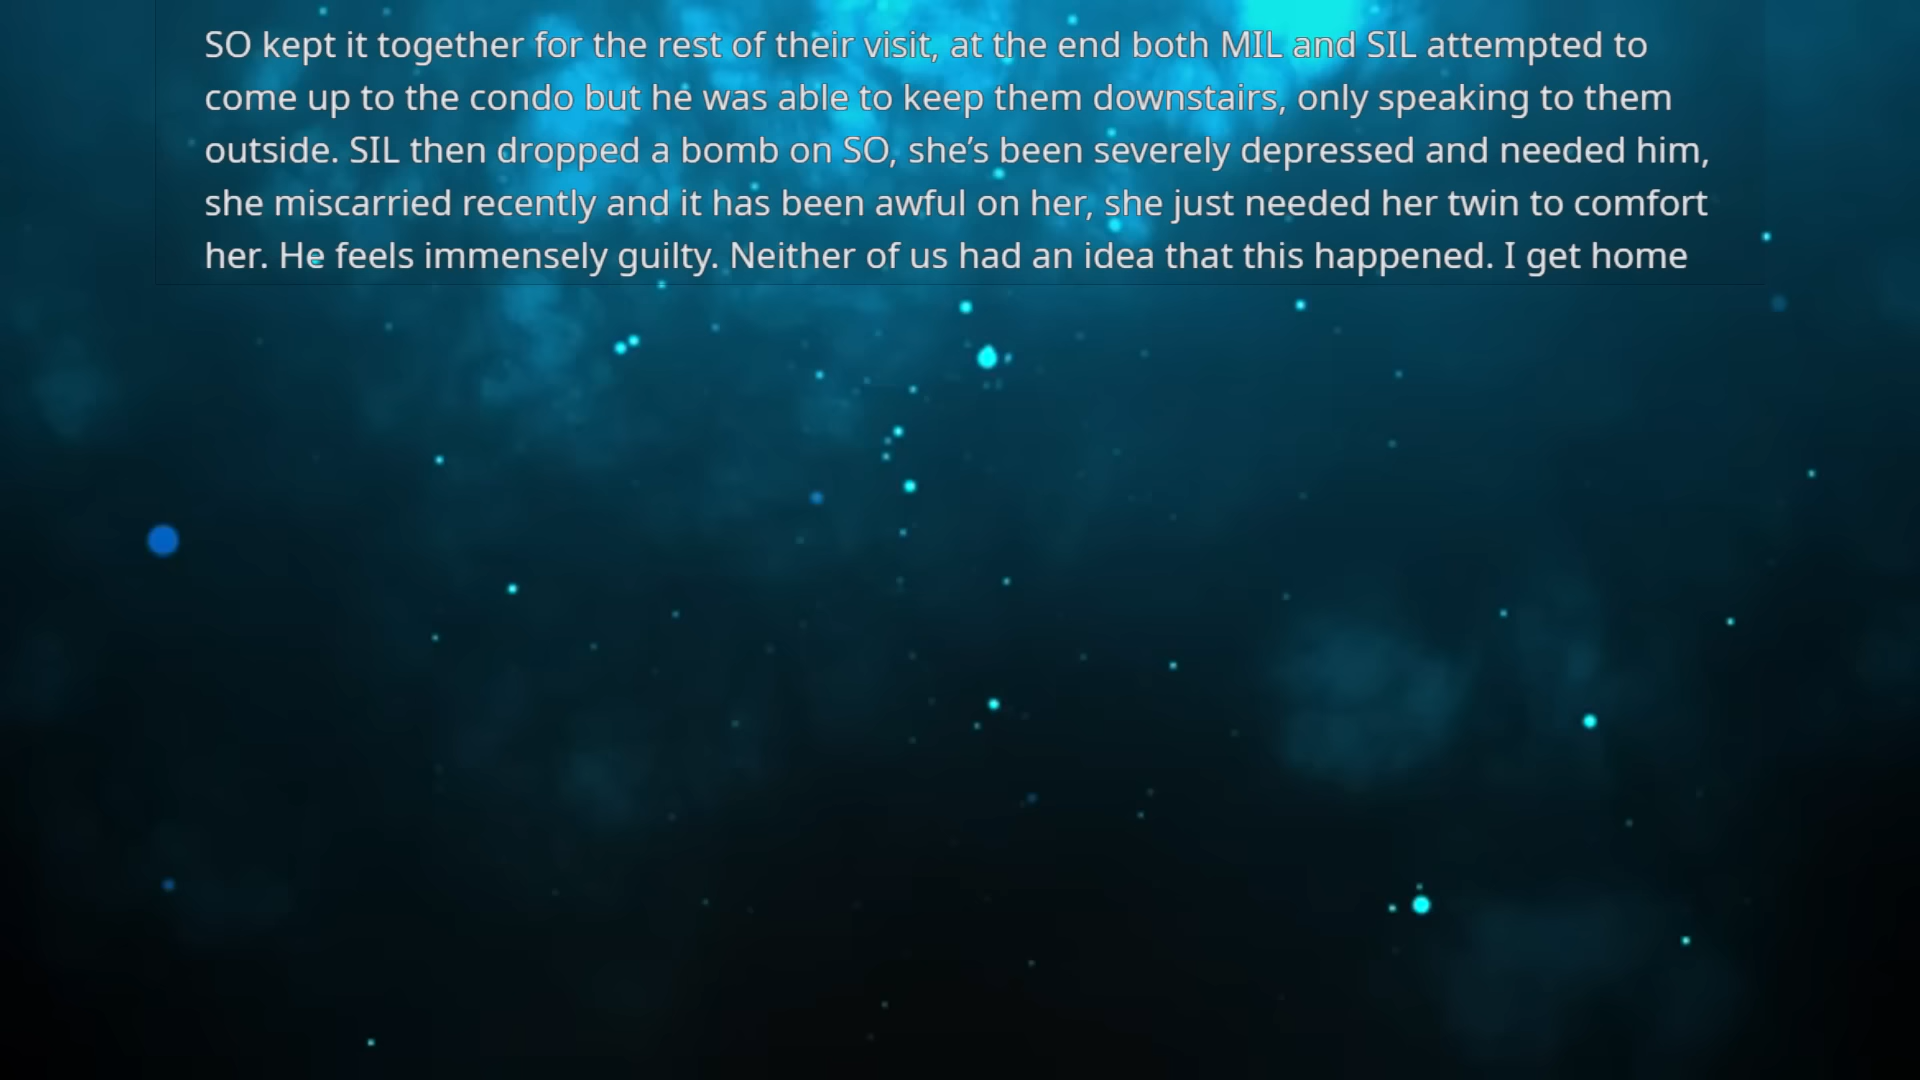 SO kept it together for the rest of their visit, at the end both MIL and SIL attempted to
come up to the condo but he was able to keep them downstairs, only speaking to them
outside. SIL then dropped a bomb on SO, she’s been severely depressed and needed him,
she miscarried recently and it has been awful on her, she just needed her twin to comfort
her. He feels immensely guilty. Neither of us had an idea that this happened. I get home